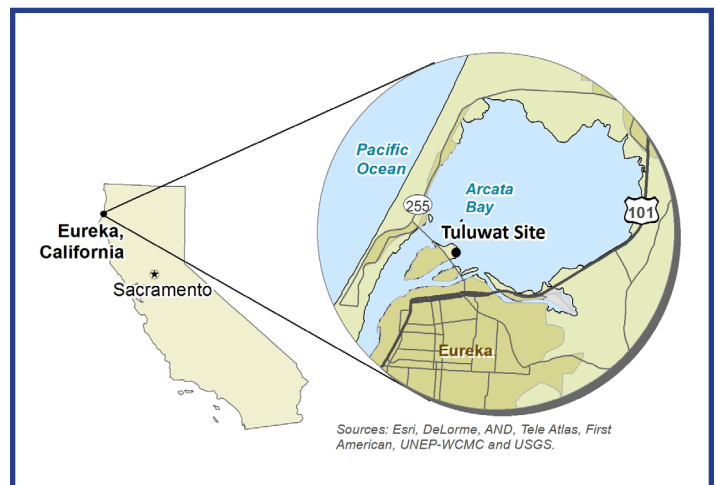 Pacific
Ocean
Arcata
Bay
255
101
Tuluwat Site
Eureka,
California
Sacramento
Eureka
Sources: Esri, DeLorme, AND, Tele Atlas, First
American, UNEP-WCMC and USGS.